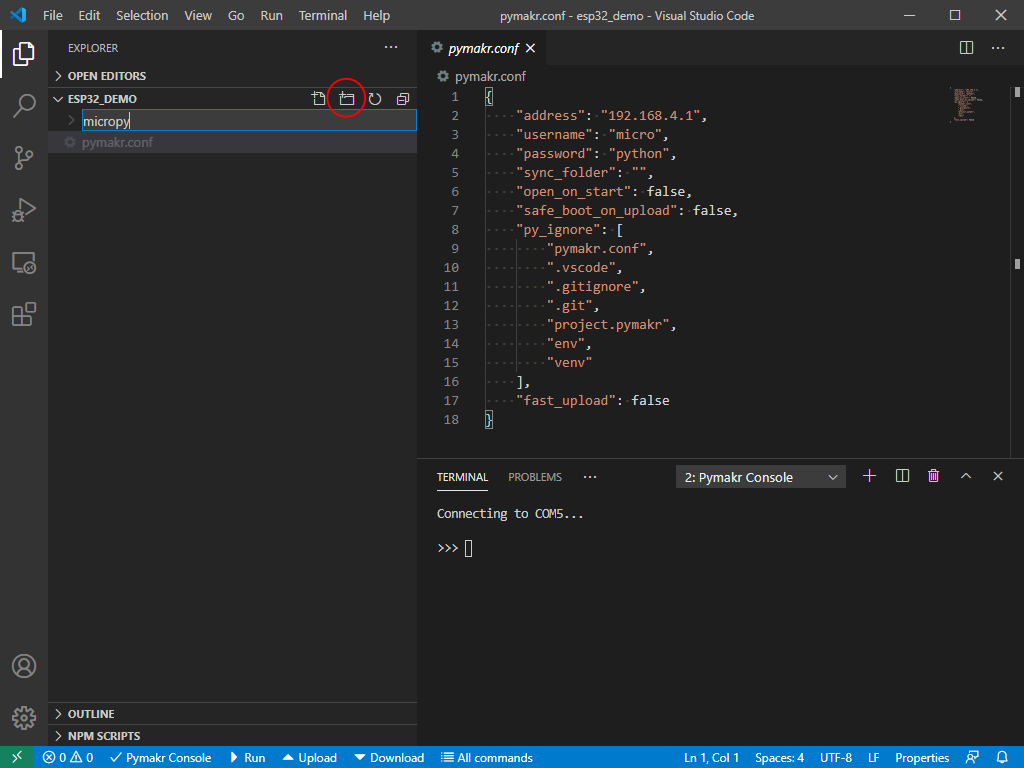 File Edit Selection View Go Run Terminal Help pymakr.conf - esp32_demo - Visual Studio Code
EXPLORER
OPEN EDITORS
ESP32_DEMO
micropy
pymakr.conf
pymakr.conf
pymakr.conf
1 {
2 ····"address":·"192.168.4.1",
3 ····"username":·"micro",
4 ····"password":·"python",
5 ····"sync_folder":·"",
6 ····"open_on_start":·false,
7 ····"safe_boot_on_upload":·false,
8 ····"py_ignore":·[
9 ········"pymakr.conf",
10 ········".vscode",
11 ········".gitignore",
12 ········".git",
13 ········"project.pymakr",
14 ········"env",
15 ········"venv"
16 ····],
17 ····"fast_upload":·false
18 }
TERMINAL PROBLEMS ··· 2: Pymakr Console
Connecting to COM5...
>>>
OUTLINE
NPM SCRIPTS
0 0 Pymakr Console Run Upload Download All commands Ln 1, Col 1 Spaces: 4 UTF-8 LF Properties